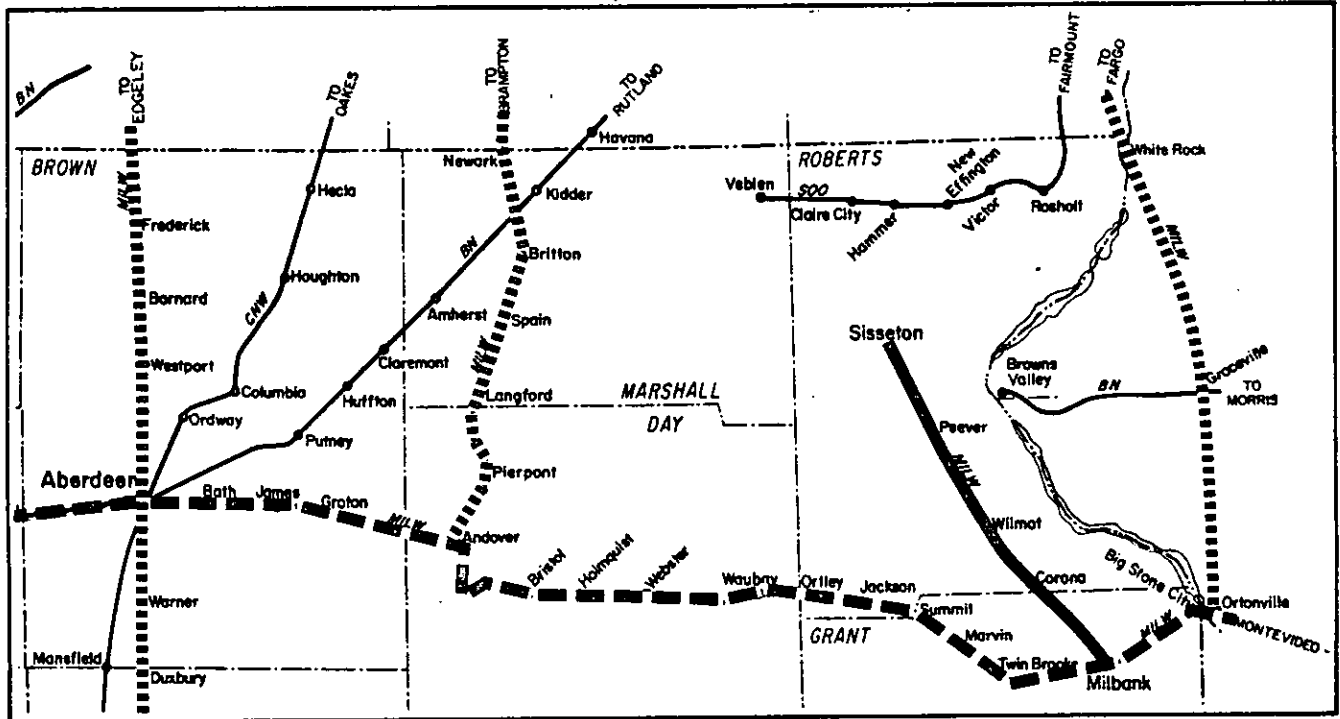 BN
TO EDGELEY
TO OAKES
TO BRAMPTON
TO RUTLAND
TO FAIRMOUNT
TO FARGO
BROWN
MILW
Newark
Havana
ROBERTS
White Rock
Hecla
Kidder
Veblen
SOO
Claire City
Hammer
New Effington
Victor
Rosholt
Frederick
BN
Britton
MILW
Houghton
Barnard
CNW
Amherst
Spain
Sisseton
Westport
Claremont
MILW
Columbia
Huffton
Langford
MARSHALL
DAY
Browns Valley
BN
Graceville
TO MORRIS
Ordway
Putney
Peever
Pierpont
MILW
Aberdeen
Bath
James
Groton
MILW
Andover
Wilmot
Bristol
Holmquist
Webster
Waubay
Ortley
Jackson
Corona
Big Stone City
Warner
Summit
Ortonville
GRANT
Marvin
MILW
MONTEVIDEO
Mansfield
Twin Brooks
Duxbury
Milbank